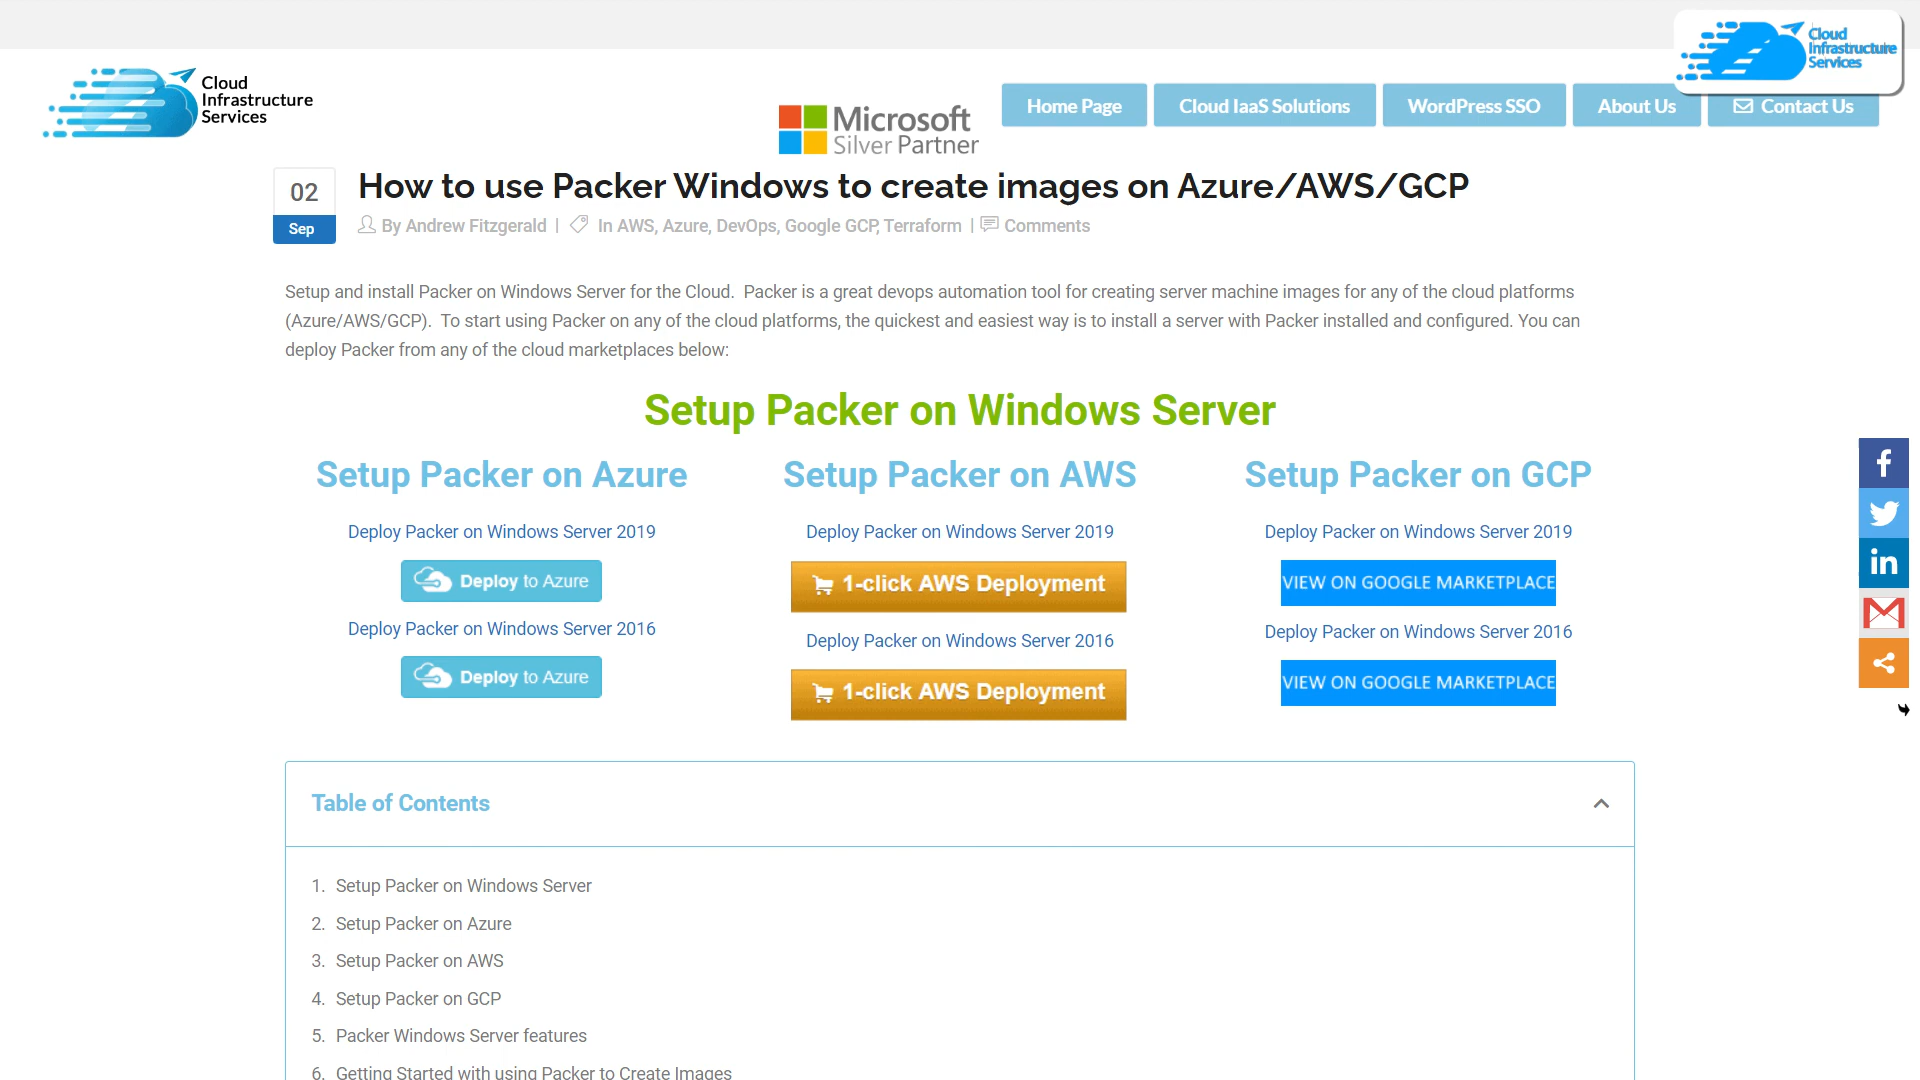 Cloud
Infrastructure
Services
Cloud
Infrastructure
Services
Microsoft
Silver Partner
Home Page
Cloud IaaS Solutions
WordPress SSO
About Us
Contact Us
02
Sep
How to use Packer Windows to create images on Azure/AWS/GCP
By Andrew Fitzgerald | In AWS, Azure, DevOps, Google GCP, Terraform | Comments
Setup and install Packer on Windows Server for the Cloud.  Packer is a great devops automation tool for creating server machine images for any of the cloud platforms
(Azure/AWS/GCP).  To start using Packer on any of the cloud platforms, the quickest and easiest way is to install a server with Packer installed and configured. You can
deploy Packer from any of the cloud marketplaces below:
Setup Packer on Windows Server
Setup Packer on Azure
Deploy Packer on Windows Server 2019
Deploy to Azure
Deploy Packer on Windows Server 2016
Deploy to Azure
Setup Packer on AWS
Deploy Packer on Windows Server 2019
1-click AWS Deployment
Deploy Packer on Windows Server 2016
1-click AWS Deployment
Setup Packer on GCP
Deploy Packer on Windows Server 2019
VIEW ON GOOGLE MARKETPLACE
Deploy Packer on Windows Server 2016
VIEW ON GOOGLE MARKETPLACE
Table of Contents
1. Setup Packer on Windows Server
2. Setup Packer on Azure
3. Setup Packer on AWS
4. Setup Packer on GCP
5. Packer Windows Server features
6. Getting Started with using Packer to Create Images